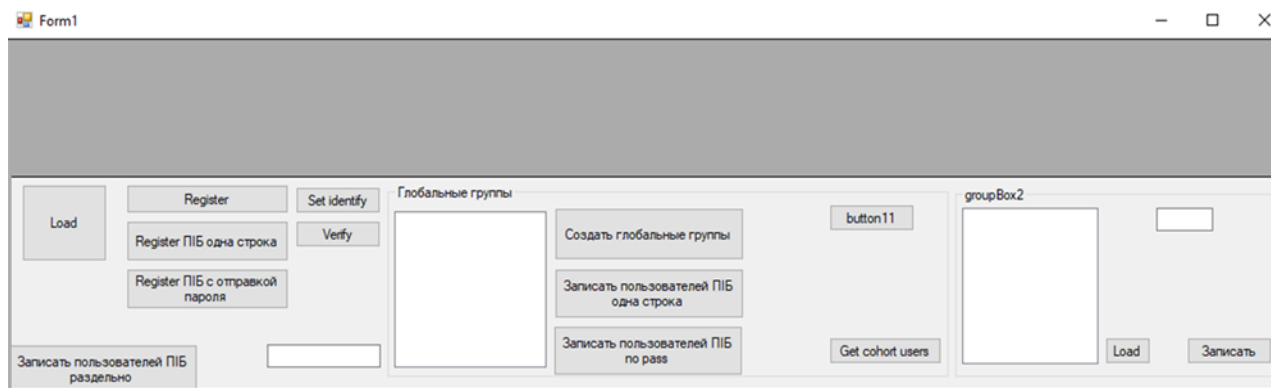 Form1
Load
Register
Register ПІБ одна строка
Register ПІБ с отправкой
пароля
Set identify
Verify
Записать пользователей ПІБ
раздельно
Глобальные группы
Создать глобальные группы
Записать пользователей ПІБ
одна строка
Записать пользователей ПІБ
no pass
button11
Get cohort users
groupBox2
Load
Записать